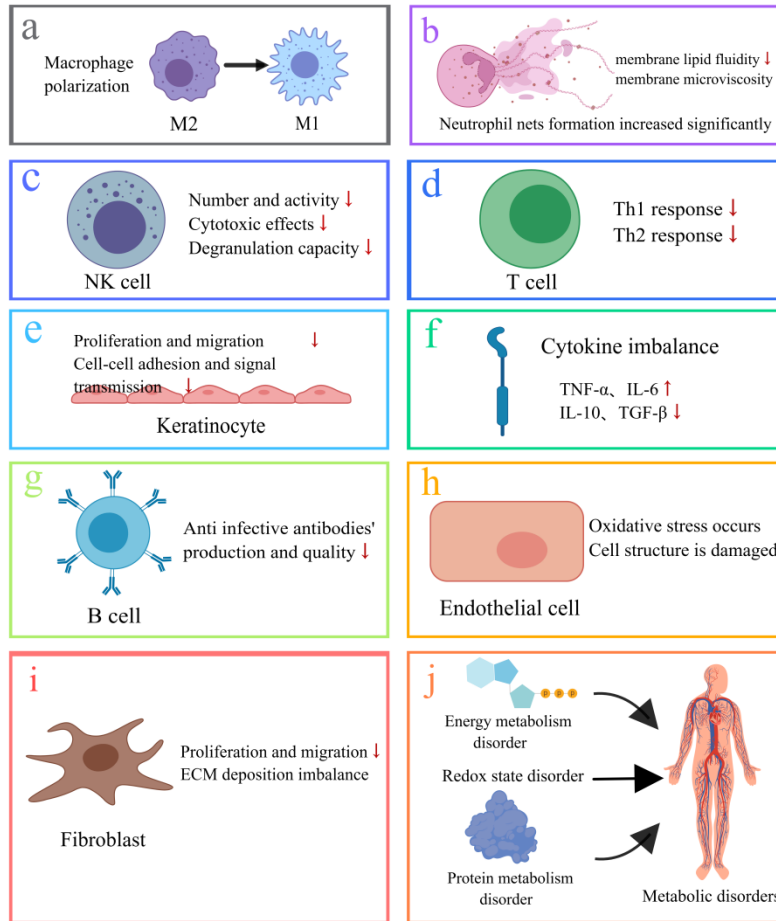 a
Macrophage
polarization
M2
M1
b
membrane lipid fluidity ↓
membrane microviscosity
Neutrophil nets formation increased significantly
c
Number and activity ↓
Cytotoxic effects ↓
Degranulation capacity ↓
NK cell
d
Th1 response ↓
Th2 response ↓
T cell
e
Proliferation and migration ↓
Cell-cell adhesion and signal
transmission ↓
Keratinocyte
f
Cytokine imbalance
TNF-α、IL-6 ↑
IL-10、TGF-β ↓
g
Anti infective antibodies'
production and quality ↓
B cell
h
Oxidative stress occurs
Cell structure is damaged
Endothelial cell
i
Proliferation and migration ↓
ECM deposition imbalance
Fibroblast
j
P P P
Energy metabolism
disorder
Redox state disorder
Protein metabolism
disorder
Metabolic disorders